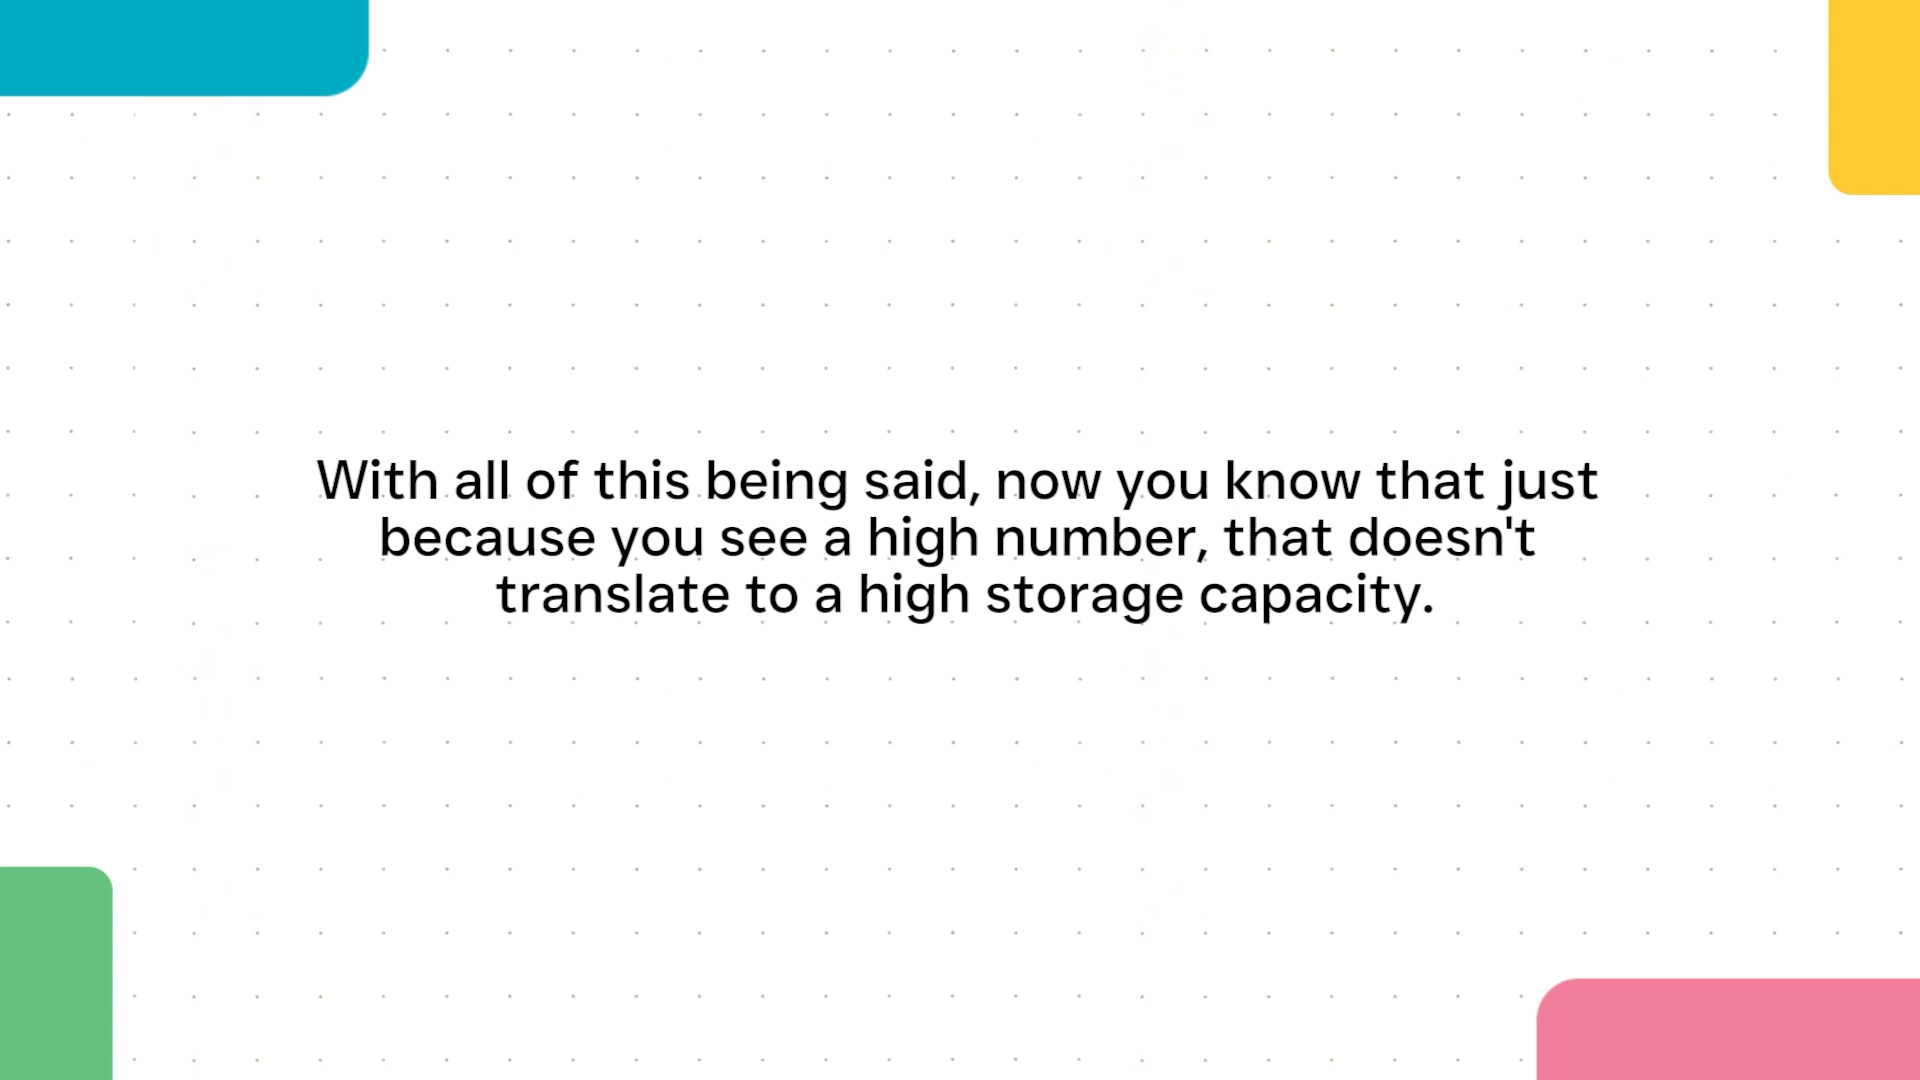 With all of this being said, now you know that just
because you see a high number, that doesn't
translate to a high storage capacity.